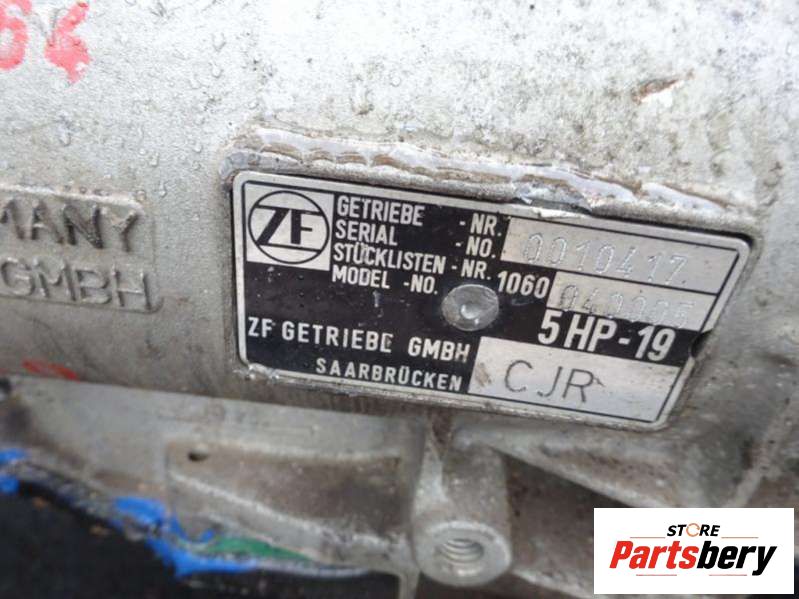 64
MANY
GMBH
ZF
GETRIEBE -NR.
SERIAL -NO. 0010417
STÜCKLISTEN -NR. 1060
MODEL -NO.
5 HP-19
ZF GETRIEBE GMBH
SAARBRÜCKEN
CJR
STORE
Partsbery